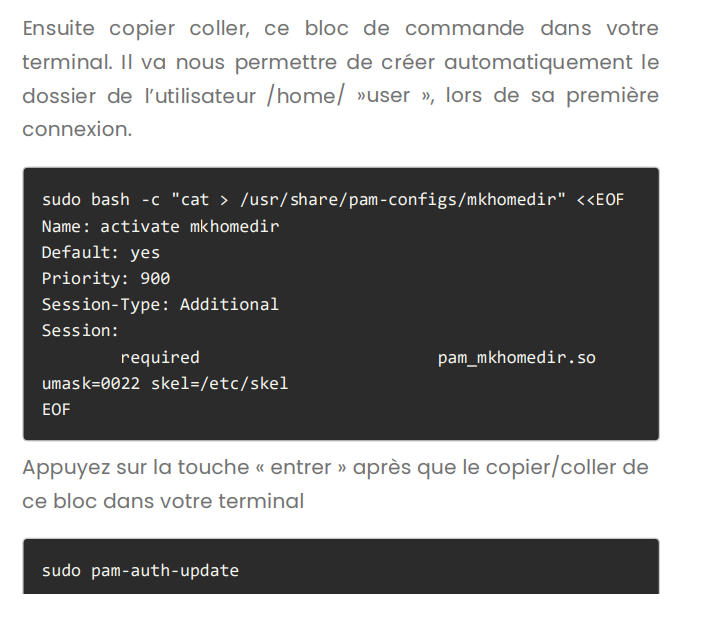 Ensuite copier coller, ce bloc de commande dans votre
terminal. Il va nous permettre de créer automatiquement le
dossier de l’utilisateur /home/ »user », lors de sa première
connexion.
sudo bash -c "cat > /usr/share/pam-configs/mkhomedir" <<EOF
Name: activate mkhomedir
Default: yes
Priority: 900
Session-Type: Additional
Session:
        required                        pam_mkhomedir.so
umask=0022 skel=/etc/skel
EOF
Appuyez sur la touche « entrer » après que le copier/coller de
ce bloc dans votre terminal
sudo pam-auth-update